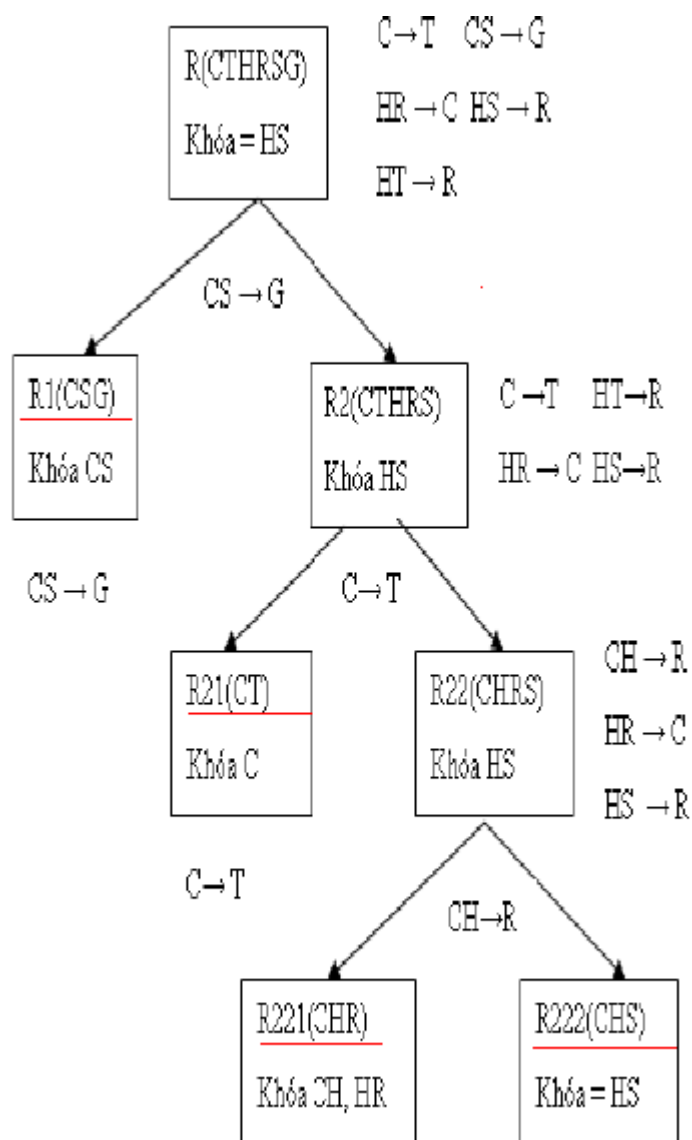 C→T CS→G
R(CTHRSG)
HR→C HS→R
Khóa = HS
HT→R
CS→G
R1(CSG)
R2(CTHRS)
C→T HT→R
Khóa CS
Khóa HS
HR→C HS→R
CS→G
C→T
CH→R
R21(CT)
R22(CHRS)
HR→C
Khóa C
Khóa HS
HS→R
C→T
CH→R
R221(CHR)
R222(CHS)
Khóa CH, HR
Khóa = HS